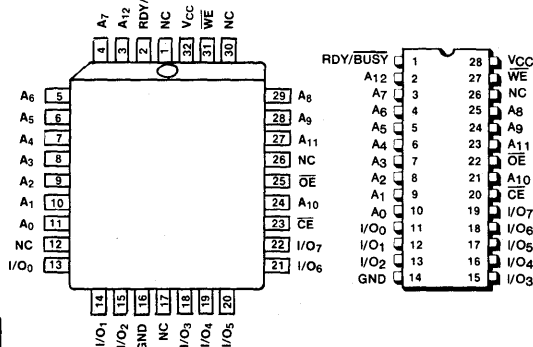 A7 A12 RDY/ NC VCC WE NC
4 3 2 1 32 31 30
A6 5 29 A8
A5 6 28 A9
A4 7 27 A11
A3 8 26 NC
A2 9 25 OE
A1 10 24 A10
A0 11 23 CE
NC 12 22 I/O7
I/O0 13 21 I/O6
14 15 16 17 18 19 20
I/O1 I/O2 GND NC I/O3 I/O4 I/O5
RDY/BUSY 1 28 VCC
A12 2 27 WE
A7 3 26 NC
A6 4 25 A8
A5 5 24 A9
A4 6 23 A11
A3 7 22 OE
A2 8 21 A10
A1 9 20 CE
A0 10 19 I/O7
I/O0 11 18 I/O6
I/O1 12 17 I/O5
I/O2 13 16 I/O4
GND 14 15 I/O3